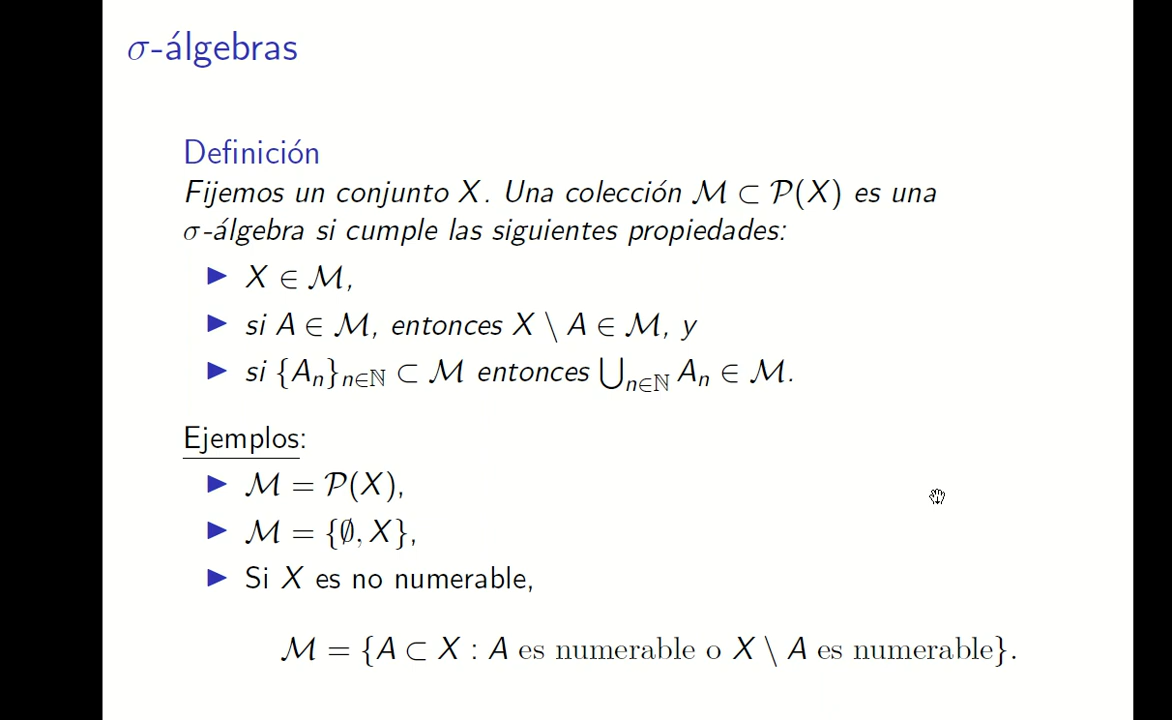 σ-álgebras
Definición
Fijemos un conjunto X. Una colección ℳ ⊂ 𝒫(X) es una
σ-álgebra si cumple las siguientes propiedades:
▶ X ∈ ℳ,
▶ si A ∈ ℳ, entonces X \ A ∈ ℳ, y
▶ si {Aₙ}ₙ∈ℕ ⊂ ℳ entonces ⋃ₙ∈ℕ Aₙ ∈ ℳ.
Ejemplos:
▶ ℳ = 𝒫(X),
▶ ℳ = {∅, X},
▶ Si X es no numerable,
ℳ = {A ⊂ X : A es numerable o X \ A es numerable}.